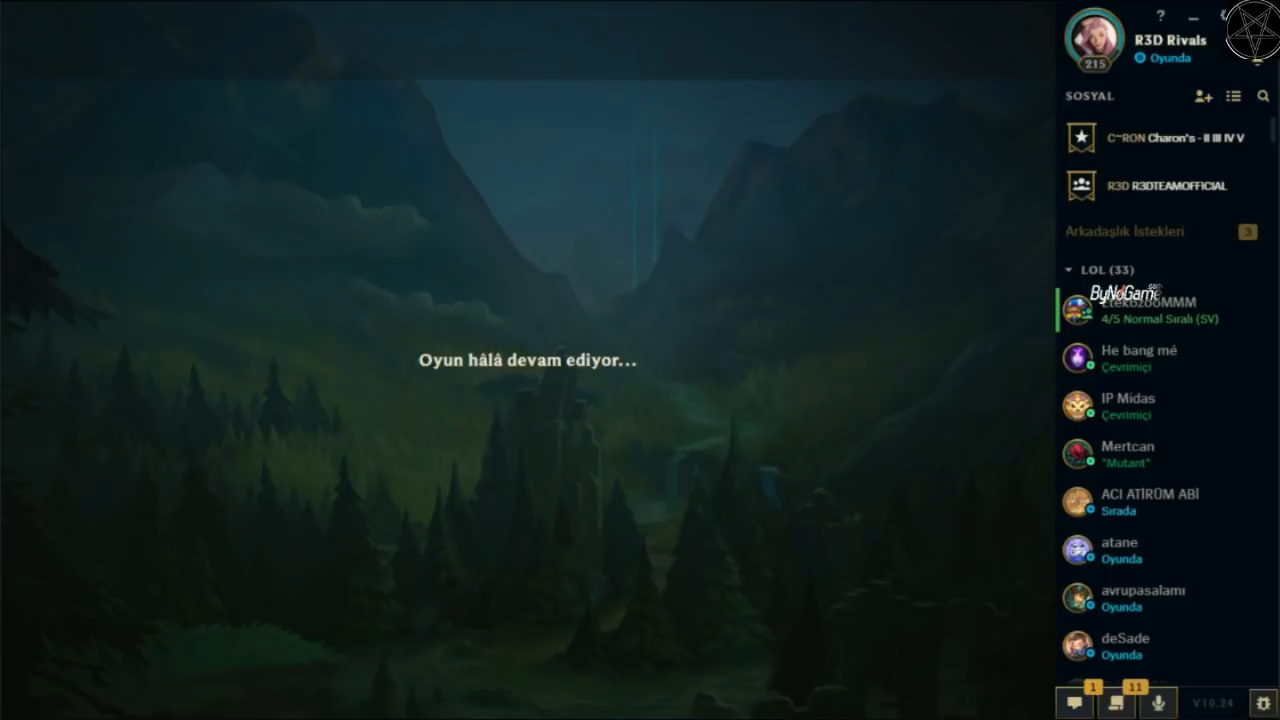 ?
R3D Rivals
215
Oyunda
SOSYAL
C~RON Charon's - II III IV V
R3D R3DTEAMOFFICIAL
Arkadaşlık İstekleri
3
LOL (33)
ByNoGame
4/5 Normal Sıralı (SV)
He bang mé
Çevrimiçi
Oyun hâlâ devam ediyor...
IP Midas
Çevrimiçi
Mertcan
"Mutant"
ACI ATİRÜM ABİ
Sırada
atane
Oyunda
avrupasalamı
Oyunda
deSade
Oyunda
1
11
V10.24